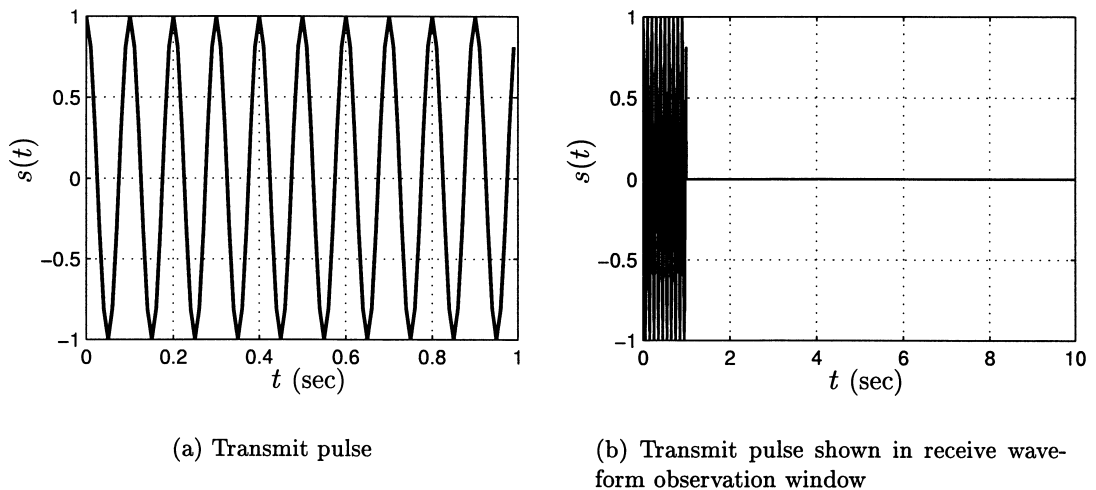 1
0.5
0
−0.5
−1
s(t)
0 0.2 0.4 0.6 0.8 1
t (sec)
(a) Transmit pulse
1
0.5
0
−0.5
−1
s(t)
0 2 4 6 8 10
t (sec)
(b) Transmit pulse shown in receive wave-
form observation window